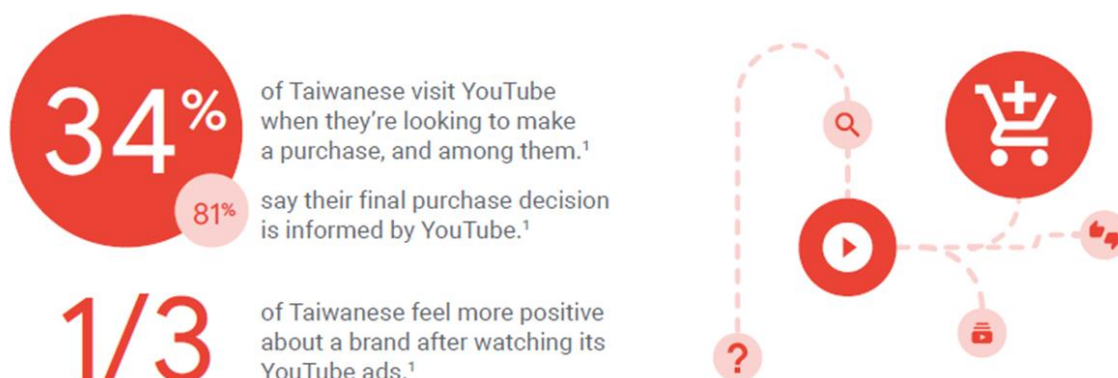 34%
of Taiwanese visit YouTube
when they're looking to make
a purchase, and among them.¹
81%
say their final purchase decision
is informed by YouTube.¹
1/3
of Taiwanese feel more positive
about a brand after watching its
YouTube ads.¹
?